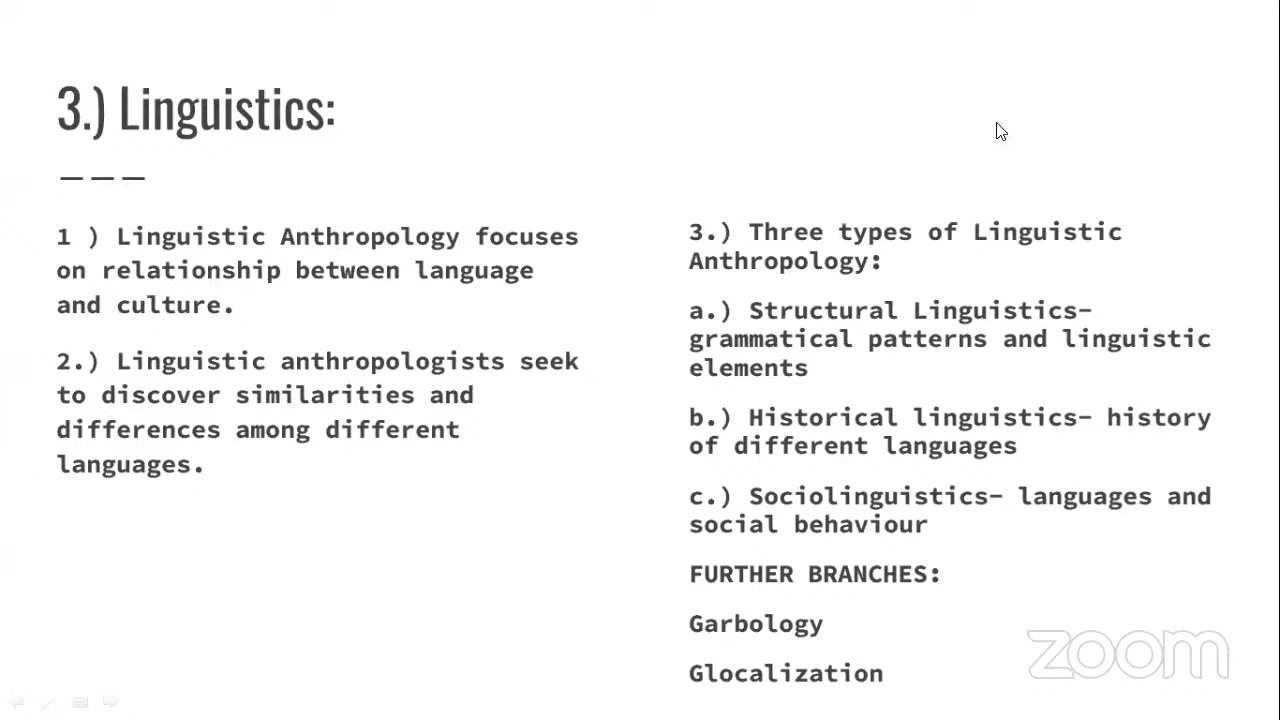 3.) Linguistics:
1 ) Linguistic Anthropology focuses
on relationship between language
and culture.
2.) Linguistic anthropologists seek
to discover similarities and
differences among different
languages.
3.) Three types of Linguistic
Anthropology:
a.) Structural Linguistics-
grammatical patterns and linguistic
elements
b.) Historical linguistics- history
of different languages
c.) Sociolinguistics- languages and
social behaviour
FURTHER BRANCHES:
Garbology
Glocalization
zoom